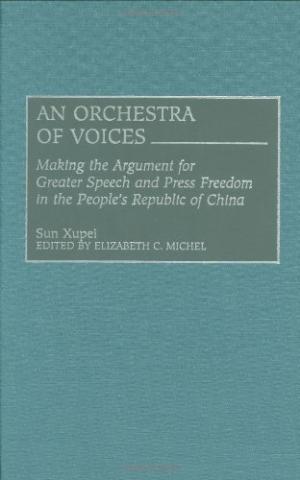 AN ORCHESTRA
OF VOICES
Making the Argument for
Greater Speech and Press Freedom
in the People's Republic of China
Sun Xupei
EDITED BY ELIZABETH C. MICHEL